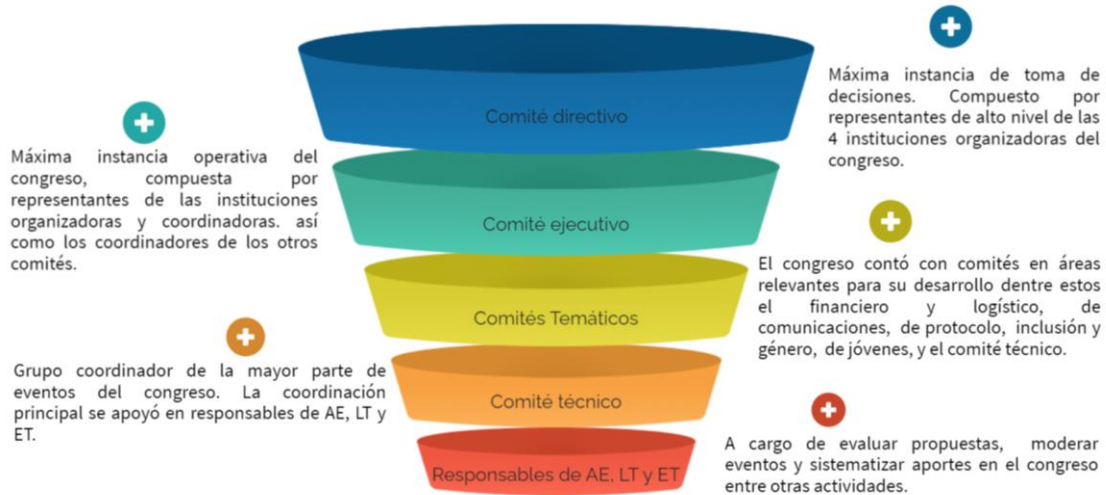 Comité directivo
Máxima instancia de toma de
decisiones. Compuesto por
representantes de alto nivel de las
4 instituciones organizadoras del
congreso.
Máxima instancia operativa del
congreso, compuesta por
representantes de las instituciones
organizadoras y coordinadoras. así
como los coordinadores de los otros
comités.
Comité ejecutivo
El congreso contó con comités en áreas
relevantes para su desarrollo dentre estos
el financiero y logístico, de
comunicaciones, de protocolo, inclusión y
género, de jóvenes, y el comité técnico.
Comités Temáticos
Grupo coordinador de la mayor parte de
eventos del congreso. La coordinación
principal se apoyó en responsables de AE, LT y
ET.
Comité técnico
Responsables de AE, LT y ET
A cargo de evaluar propuestas, moderar
eventos y sistematizar aportes en el congreso
entre otras actividades.